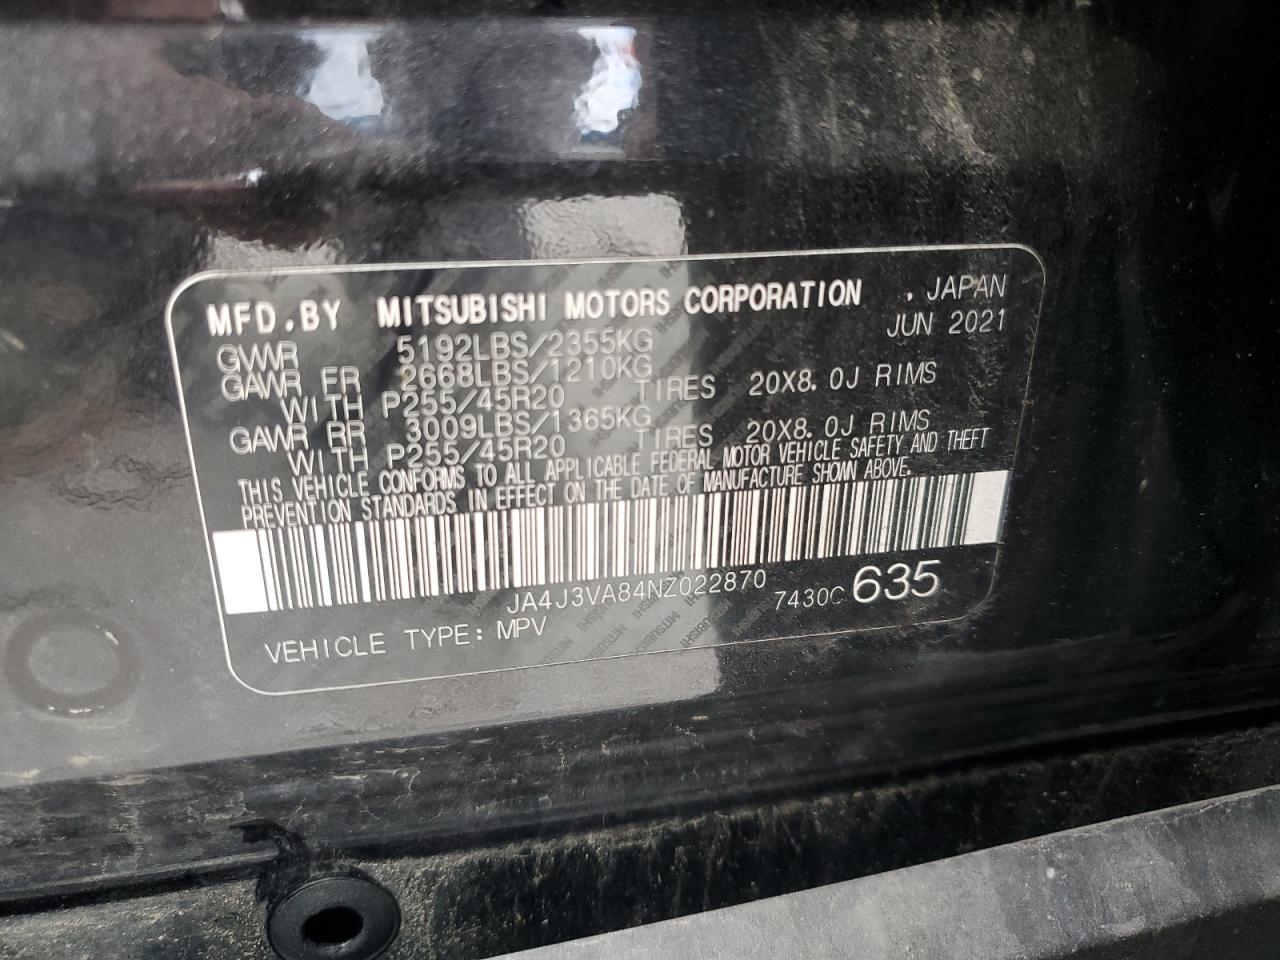 MFD.BY MITSUBISHI MOTORS CORPORATION . JAPAN
JUN 2021
GVWR 5192LBS/2355KG
GAWR FR 2668LBS/1210KG
WITH P255/45R20 TIRES 20X8.0J RIMS
GAWR RR 3009LBS/1365KG
WITH P255/45R20 TIRES 20X8.0J RIMS
THIS VEHICLE CONFORMS TO ALL APPLICABLE FEDERAL MOTOR VEHICLE SAFETY AND THEFT
PREVENTION STANDARDS IN EFFECT ON THE DATE OF MANUFACTURE SHOWN ABOVE.
JA4J3VA84NZ022870 7430C 635
VEHICLE TYPE: MPV